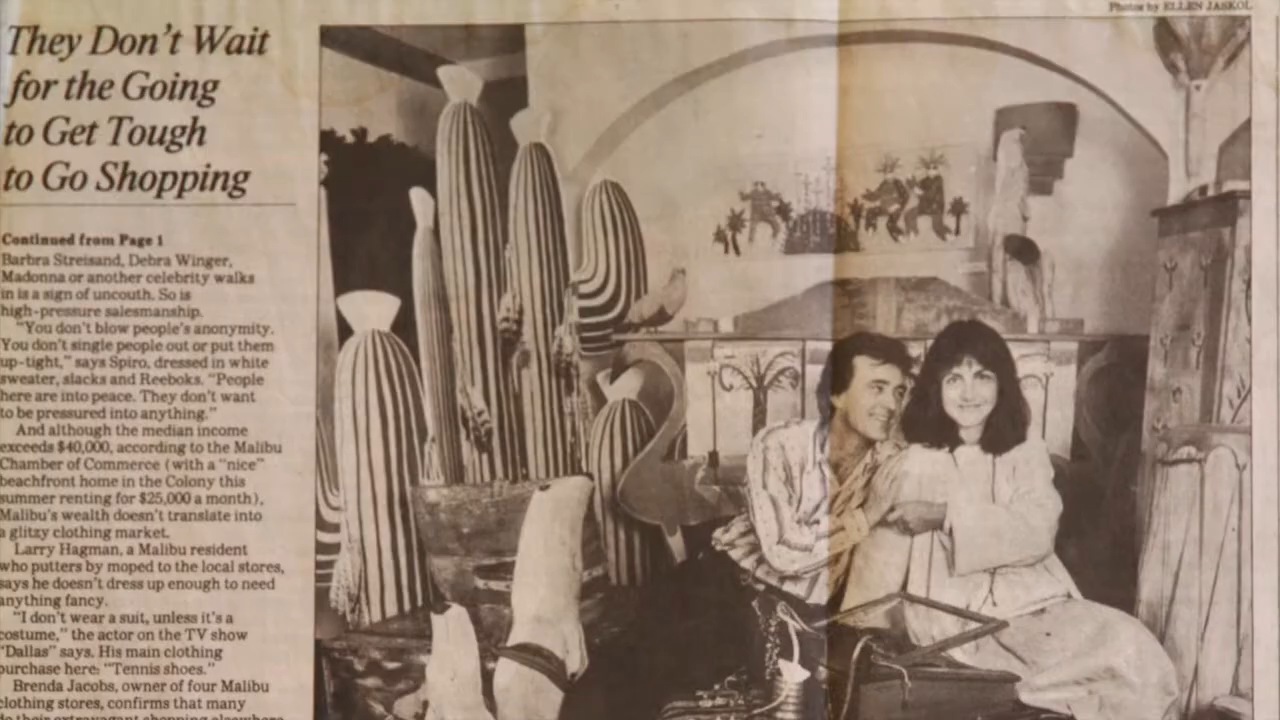 Photos by ELLEN JASKOL
They Don't Wait
for the Going
to Get Tough
to Go Shopping
Continued from Page 1
Barbra Streisand, Debra Winger,
Madonna or another celebrity walks
in is a sign of uncouth. So is
high-pressure salesmanship.
"You don't blow people's anonymity.
You don't single people out or put them
up-tight," says Spiro, dressed in white
sweater, slacks and Reeboks. "People
here are into peace. They don't want
to be pressured into anything."
And although the median income
exceeds $40,000, according to the Malibu
Chamber of Commerce (with a "nice"
beachfront home in the Colony this
summer renting for $25,000 a month),
Malibu's wealth doesn't translate into
a glitzy clothing market.
Larry Hagman, a Malibu resident
who putters by moped to the local stores,
says he doesn't dress up enough to need
anything fancy.
"I don't wear a suit, unless it's a
costume," the actor on the TV show
"Dallas" says. His main clothing
purchase here: "Tennis shoes."
Brenda Jacobs, owner of four Malibu
clothing stores, confirms that many
do their extravagant shopping elsewhere